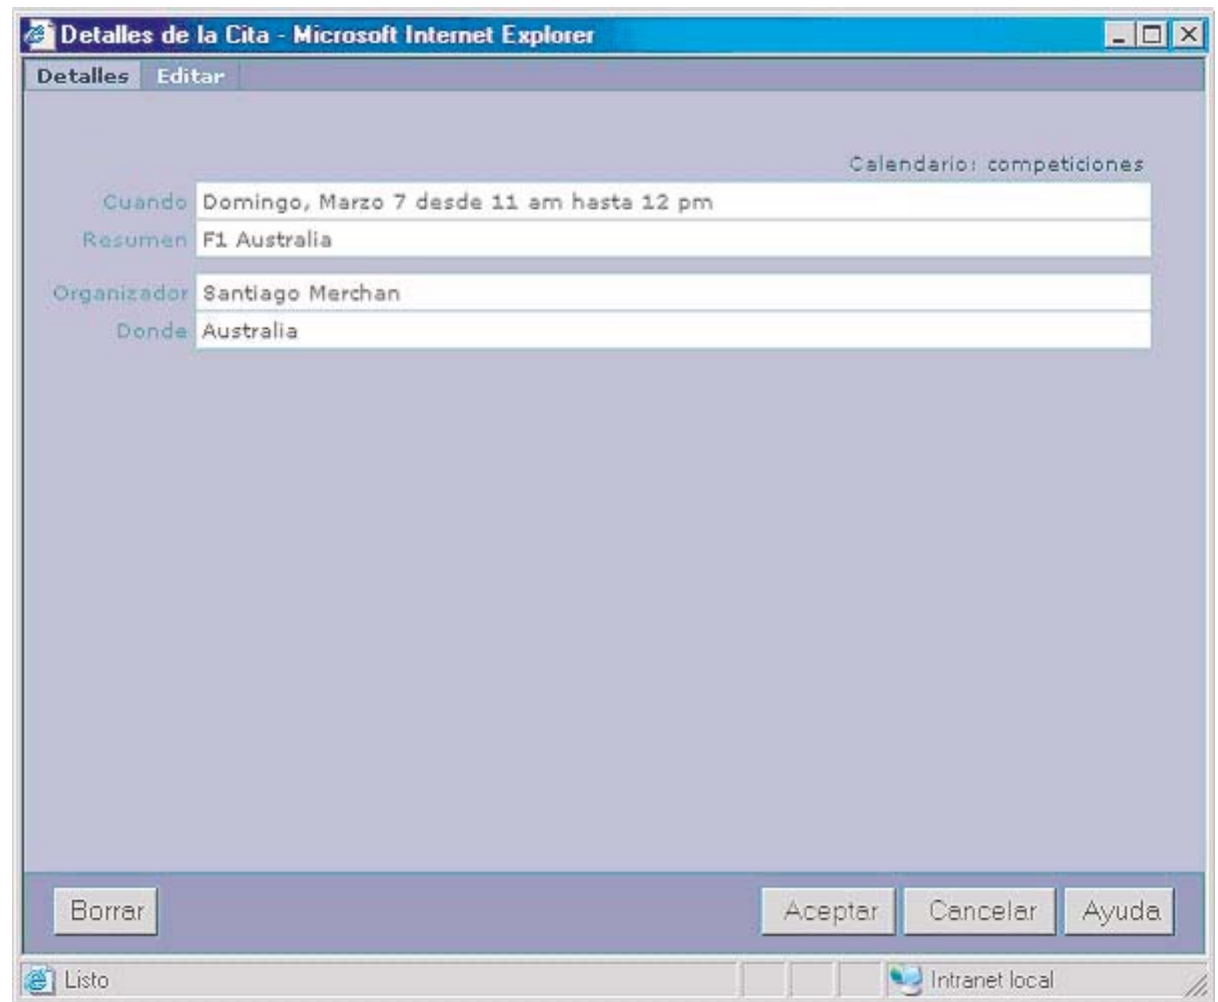 Detalles de la Cita - Microsoft Internet Explorer
Detalles Editar
Calendario: competiciones
Cuando Domingo, Marzo 7 desde 11 am hasta 12 pm
Resumen F1 Australia
Organizador Santiago Merchan
Donde Australia
Borrar Aceptar Cancelar Ayuda
Listo Intranet local